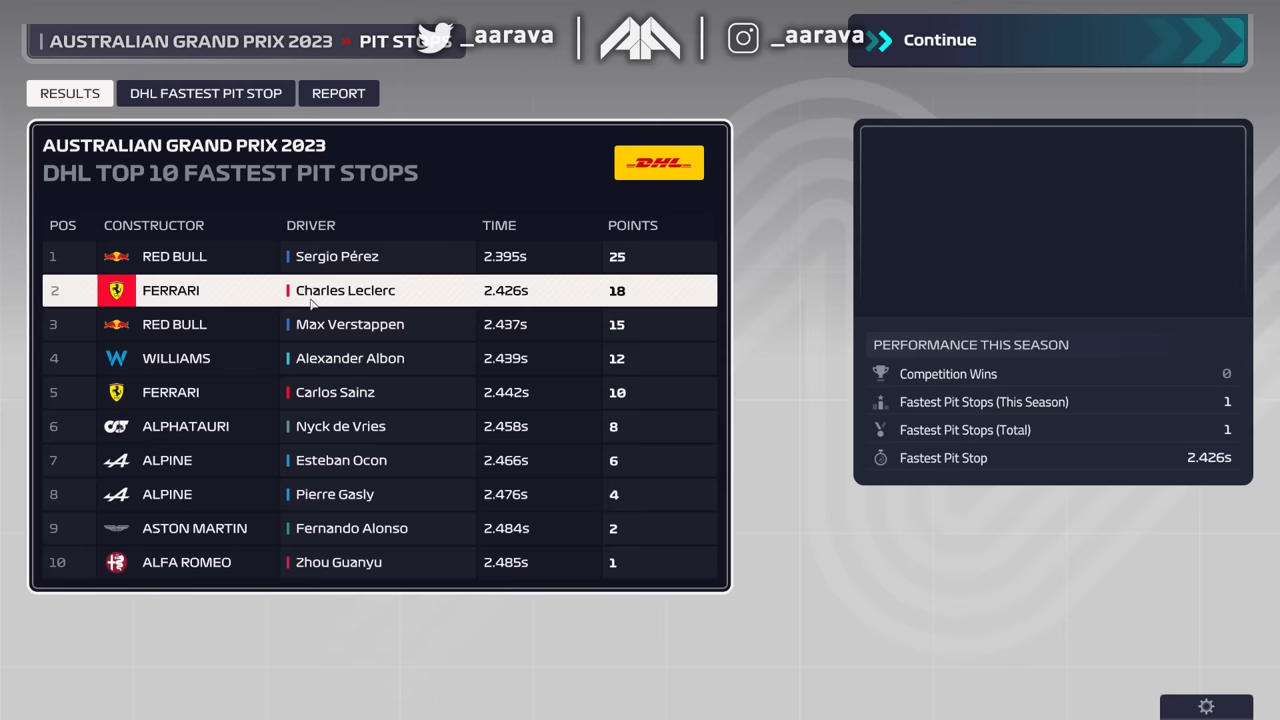 AUSTRALIAN GRAND PRIX 2023 » PIT STOPS
_aarava
_aarava
Continue
RESULTS DHL FASTEST PIT STOP REPORT
AUSTRALIAN GRAND PRIX 2023
DHL TOP 10 FASTEST PIT STOPS
DHL
POS CONSTRUCTOR DRIVER TIME POINTS
1 RED BULL Sergio Pérez 2.395s 25
2 FERRARI Charles Leclerc 2.426s 18
3 RED BULL Max Verstappen 2.437s 15
4 WILLIAMS Alexander Albon 2.439s 12
5 FERRARI Carlos Sainz 2.442s 10
6 ALPHATAURI Nyck de Vries 2.458s 8
7 ALPINE Esteban Ocon 2.466s 6
8 ALPINE Pierre Gasly 2.476s 4
9 ASTON MARTIN Fernando Alonso 2.484s 2
10 ALFA ROMEO Zhou Guanyu 2.485s 1
PERFORMANCE THIS SEASON
Competition Wins 0
Fastest Pit Stops (This Season) 1
Fastest Pit Stops (Total) 1
Fastest Pit Stop 2.426s